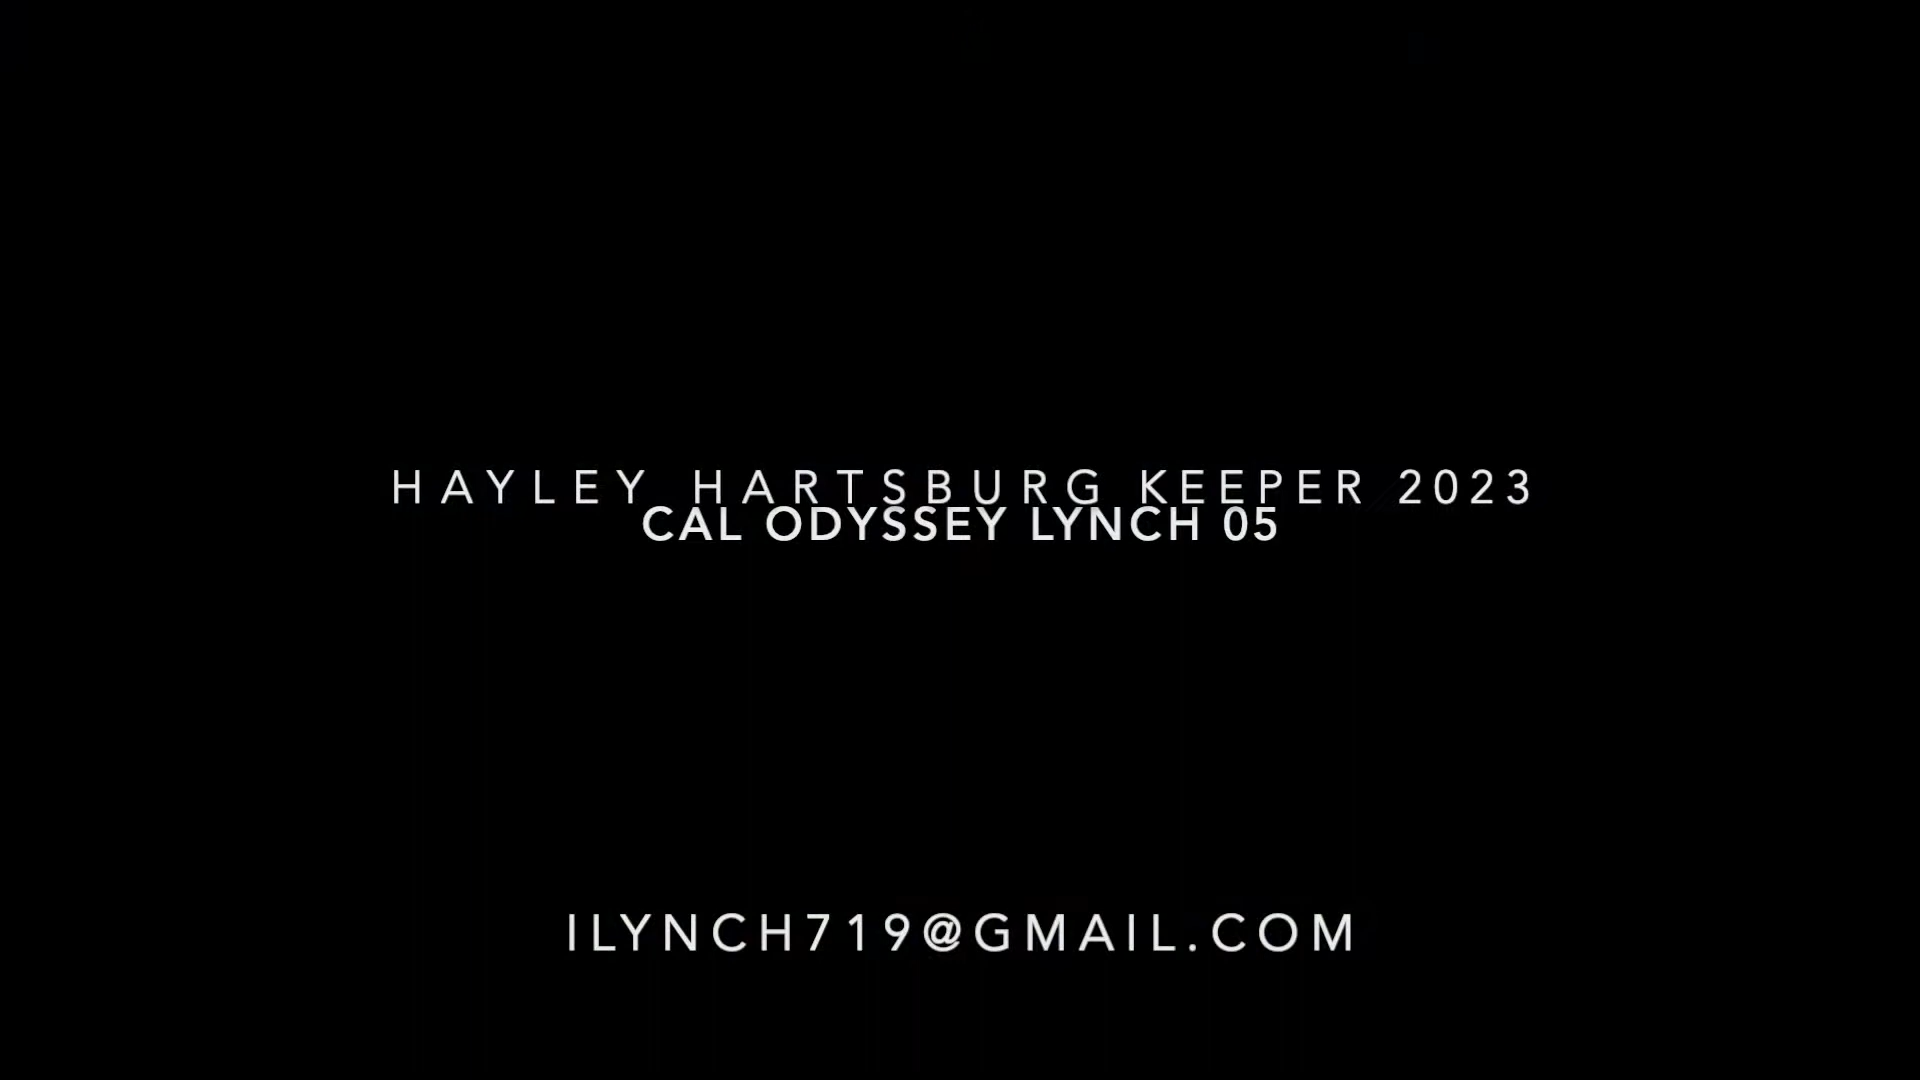 HAYLEY HARTSBURG KEEPER 2023
CAL ODYSSEY LYNCH 05
ILYNCH719@GMAIL.COM